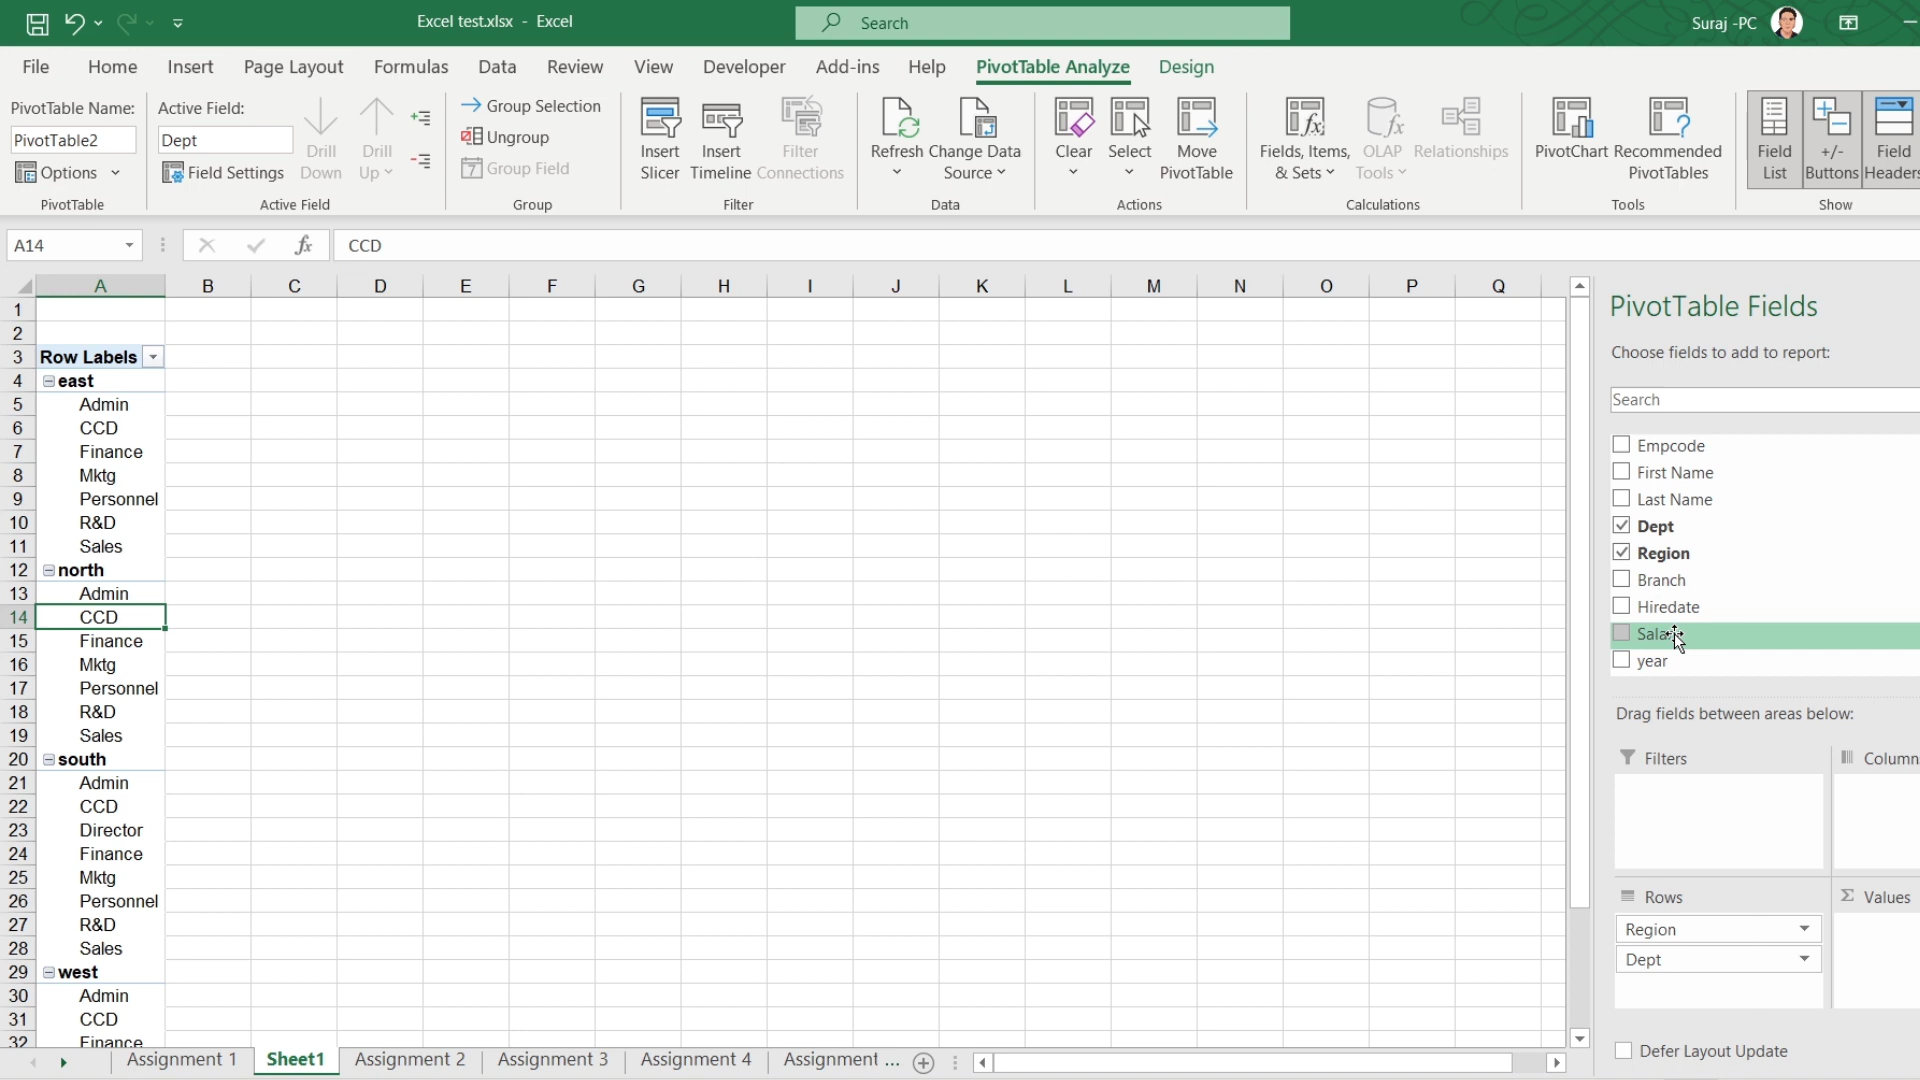 Excel test.xlsx - Excel
Search
Suraj -PC
File Home Insert Page Layout Formulas Data Review View Developer Add-ins Help PivotTable Analyze Design
PivotTable Name:
PivotTable2
Options
PivotTable
Active Field:
Dept
Field Settings
Drill
Down
Drill
Up
Active Field
Group Selection
Ungroup
7 Group Field
Group
Insert
Slicer
Insert
Timeline
Filter
Connections
Filter
Refresh
Change Data
Source
Data
Clear
Select
Move
PivotTable
Actions
Fields, Items,
& Sets
OLAP
Tools
Relationships
Calculations
PivotChart
Recommended
PivotTables
Tools
Field
List
+/-
Buttons
Field
Headers
Show
A14
fx
CCD
A B C D E F G H I J K L M N O P Q
1
2
3 Row Labels
4 east
5 Admin
6 CCD
7 Finance
8 Mktg
9 Personnel
10 R&D
11 Sales
12 north
13 Admin
14 CCD
15 Finance
16 Mktg
17 Personnel
18 R&D
19 Sales
20 south
21 Admin
22 CCD
23 Director
24 Finance
25 Mktg
26 Personnel
27 R&D
28 Sales
29 west
30 Admin
31 CCD
32 Finance
PivotTable Fields
Choose fields to add to report:
Search
Empcode
First Name
Last Name
Dept
Region
Branch
Hiredate
year
Drag fields between areas below:
Filters
Columns
Rows
Σ Values
Region
Dept
Defer Layout Update
Assignment 1 Sheet1 Assignment 2 Assignment 3 Assignment 4 Assignment ...